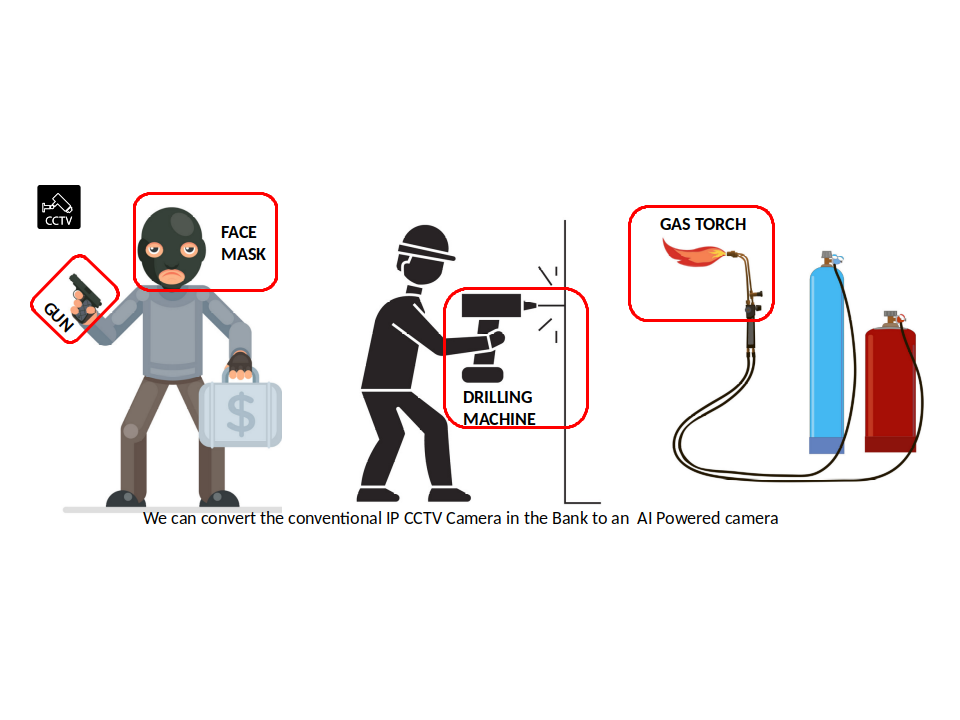 CCTV
GUN
FACE
MASK
$
DRILLING
MACHINE
GAS TORCH
We can convert the conventional IP CCTV Camera in the Bank to an  AI Powered camera